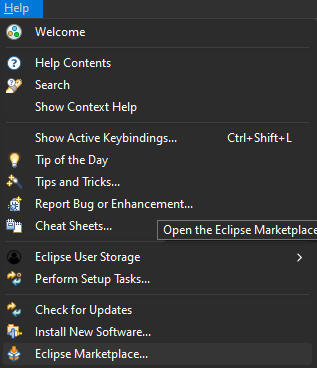 Help
Welcome
Help Contents
Search
Show Context Help
Show Active Keybindings... Ctrl+Shift+L
Tip of the Day
Tips and Tricks...
Report Bug or Enhancement...
Cheat Sheets...
Open the Eclipse Marketplace
Eclipse User Storage
Perform Setup Tasks...
Check for Updates
Install New Software...
Eclipse Marketplace...